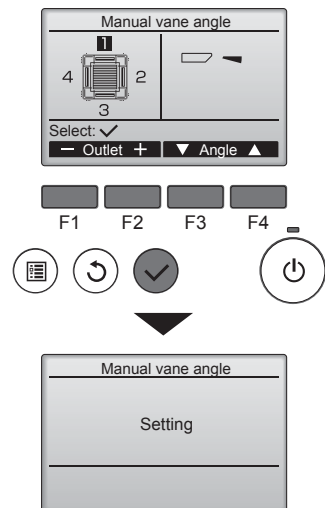 Manual vane angle
1
4 2
3
Select:
− Outlet + ▼ Angle ▲
F1 F2 F3 F4
Manual vane angle
Setting